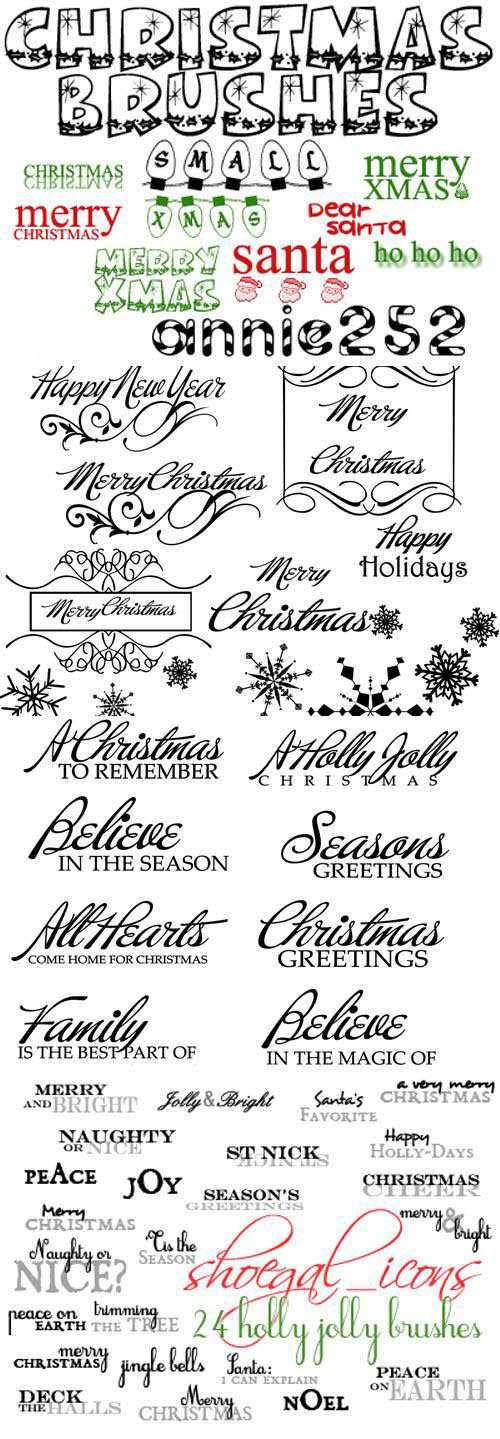 CHRISTMAS
BRUSHES
SMALL
CHRISTMAS
CHRISTMAS
merry
XMAS
XMAS
merry
CHRISTMAS
Dear
santa
MERRY
XMAS
santa
ho ho ho
annie252
Happy New Year
Merry
Christmas
Merry Christmas
Happy
Holidays
Merry Christmas
Merry
Christmas
A Christmas
TO REMEMBER
A Holly Jolly
CHRISTMAS
Believe
IN THE SEASON
Seasons
GREETINGS
All Hearts
COME HOME FOR CHRISTMAS
Christmas
GREETINGS
Family
IS THE BEST PART OF
Believe
IN THE MAGIC OF
MERRY
AND BRIGHT
Jolly & Bright
Santa's
FAVORITE
a very merry
CHRISTMAS
NAUGHTY
OR NICE
ST NICK
ST NICK
Happy
HOLLY-DAYS
PEACE
JOY
SEASON'S
GREETINGS
CHRISTMAS
CHEER
Merry
CHRISTMAS
merry &
bright
Naughty or
NICE?
'Tis the
SEASON
shoegal_icons
24 holly jolly brushes
peace on
EARTH
trimming
THE TREE
merry
CHRISTMAS
jingle bells
Santa:
I CAN EXPLAIN
PEACE
ON EARTH
DECK
THE HALLS
Merry
CHRISTMAS
NOEL